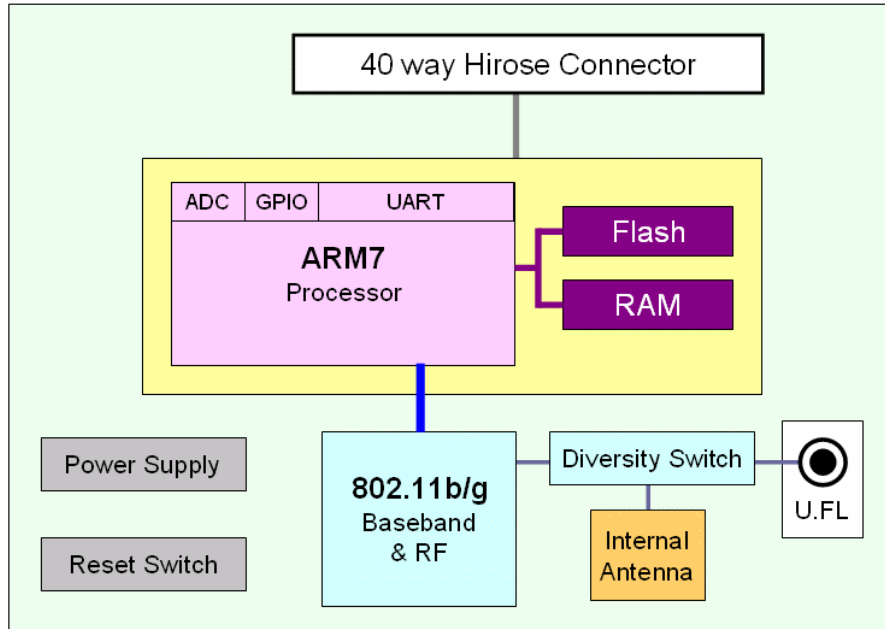 40 way Hirose Connector
ADC GPIO UART
ARM7
Processor
Flash
RAM
Power Supply
Reset Switch
802.11b/g
Baseband
& RF
Diversity Switch
Internal
Antenna
U.FL